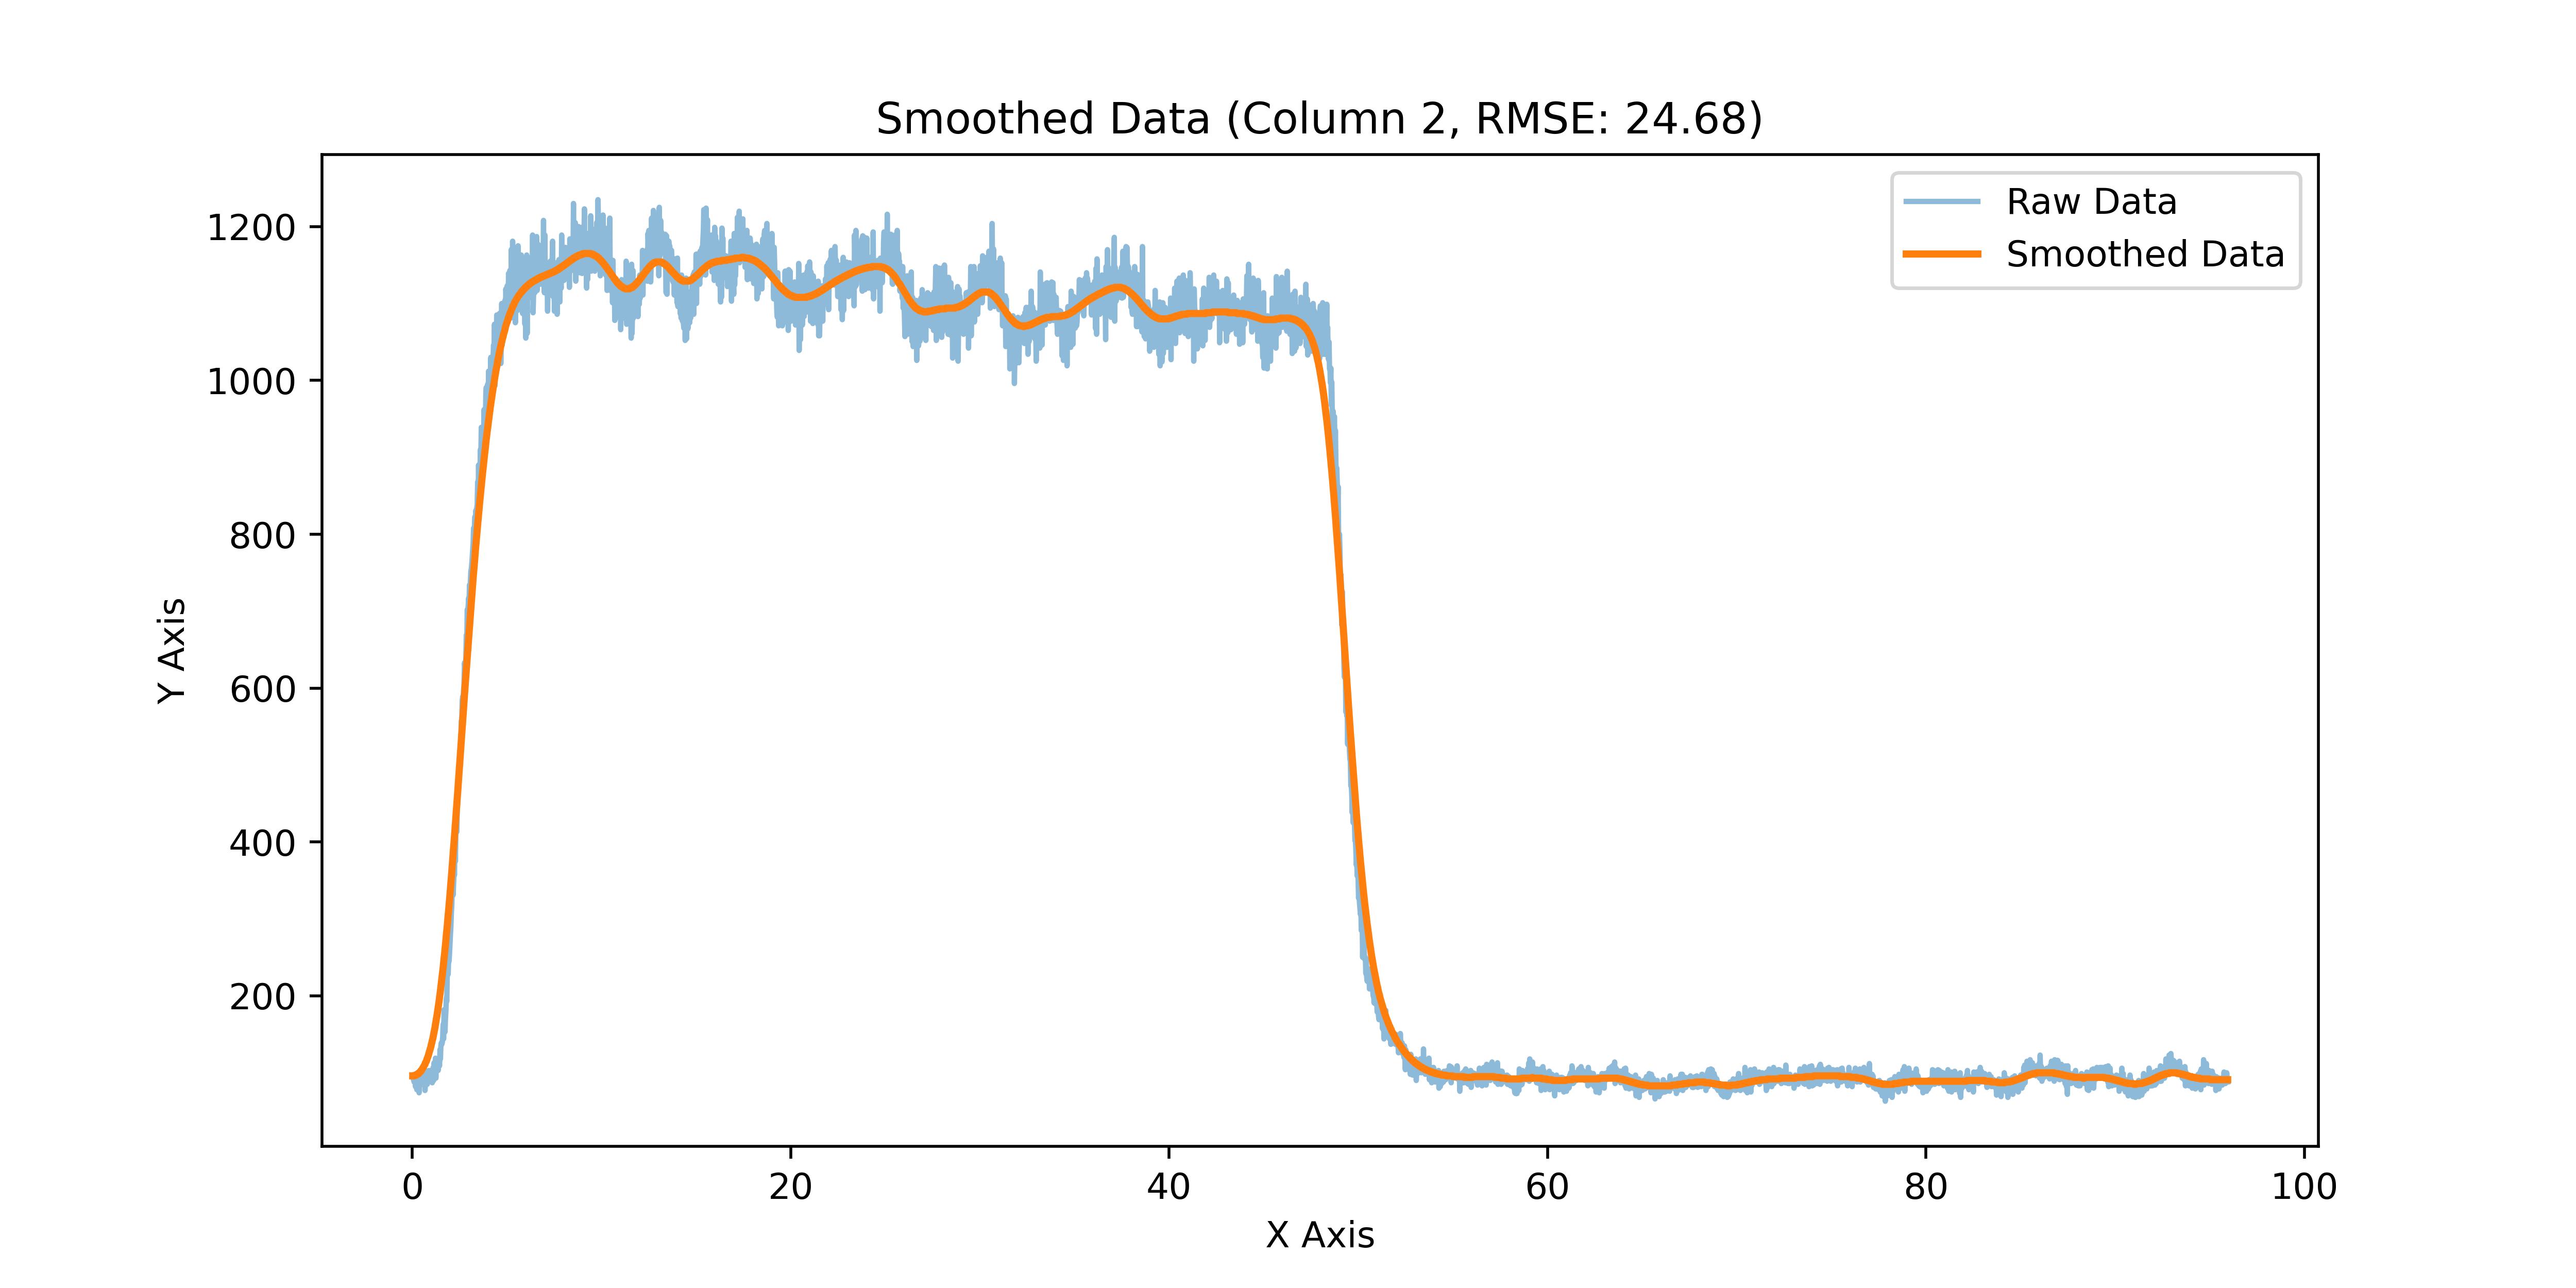 Smoothed Data (Column 2, RMSE: 24.68)
Raw Data
Smoothed Data
1200
1000
800
600
400
200
Y Axis
0 20 40 60 80 100
X Axis